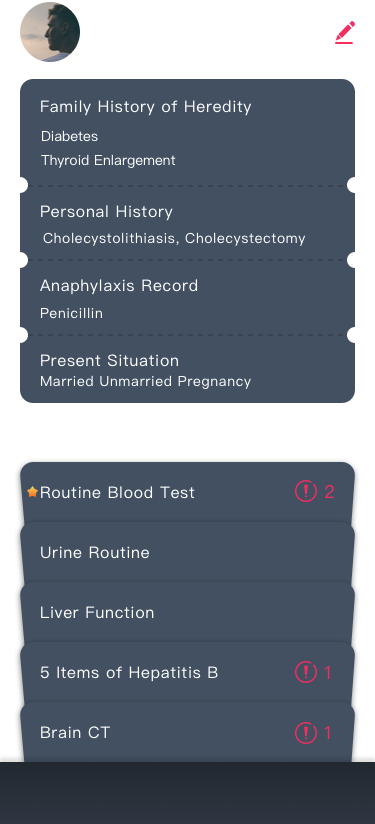 Family History of Heredity
Diabetes
Thyroid Enlargement
Personal History
Cholecystolithiasis, Cholecystectomy
Anaphylaxis Record
Penicillin
Present Situation
Married Unmarried Pregnancy
Routine Blood Test 2
Urine Routine
Liver Function
5 Items of Hepatitis B 1
Brain CT 1